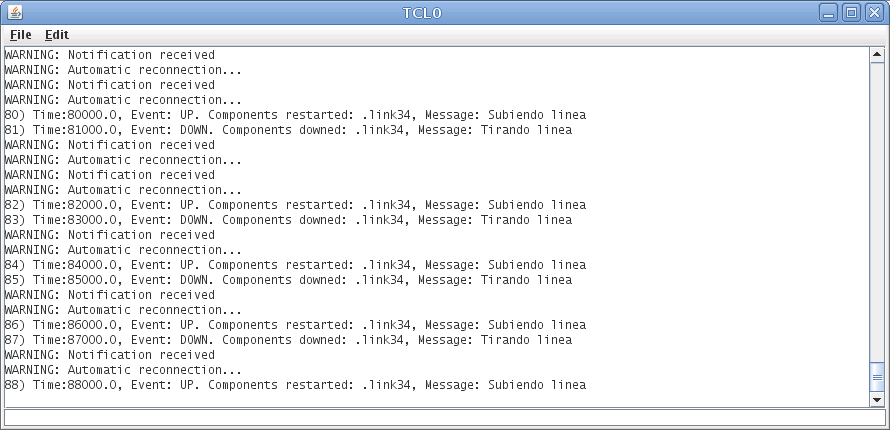 TCL0
File Edit
WARNING: Notification received
WARNING: Automatic reconnection...
WARNING: Notification received
WARNING: Automatic reconnection...
80) Time:80000.0, Event: UP. Components restarted: .link34, Message: Subiendo linea
81) Time:81000.0, Event: DOWN. Components downed: .link34, Message: Tirando linea
WARNING: Notification received
WARNING: Automatic reconnection...
WARNING: Notification received
WARNING: Automatic reconnection...
82) Time:82000.0, Event: UP. Components restarted: .link34, Message: Subiendo linea
83) Time:83000.0, Event: DOWN. Components downed: .link34, Message: Tirando linea
WARNING: Notification received
WARNING: Automatic reconnection...
84) Time:84000.0, Event: UP. Components restarted: .link34, Message: Subiendo linea
85) Time:85000.0, Event: DOWN. Components downed: .link34, Message: Tirando linea
WARNING: Notification received
WARNING: Automatic reconnection...
86) Time:86000.0, Event: UP. Components restarted: .link34, Message: Subiendo linea
87) Time:87000.0, Event: DOWN. Components downed: .link34, Message: Tirando linea
WARNING: Notification received
WARNING: Automatic reconnection...
88) Time:88000.0, Event: UP. Components restarted: .link34, Message: Subiendo linea